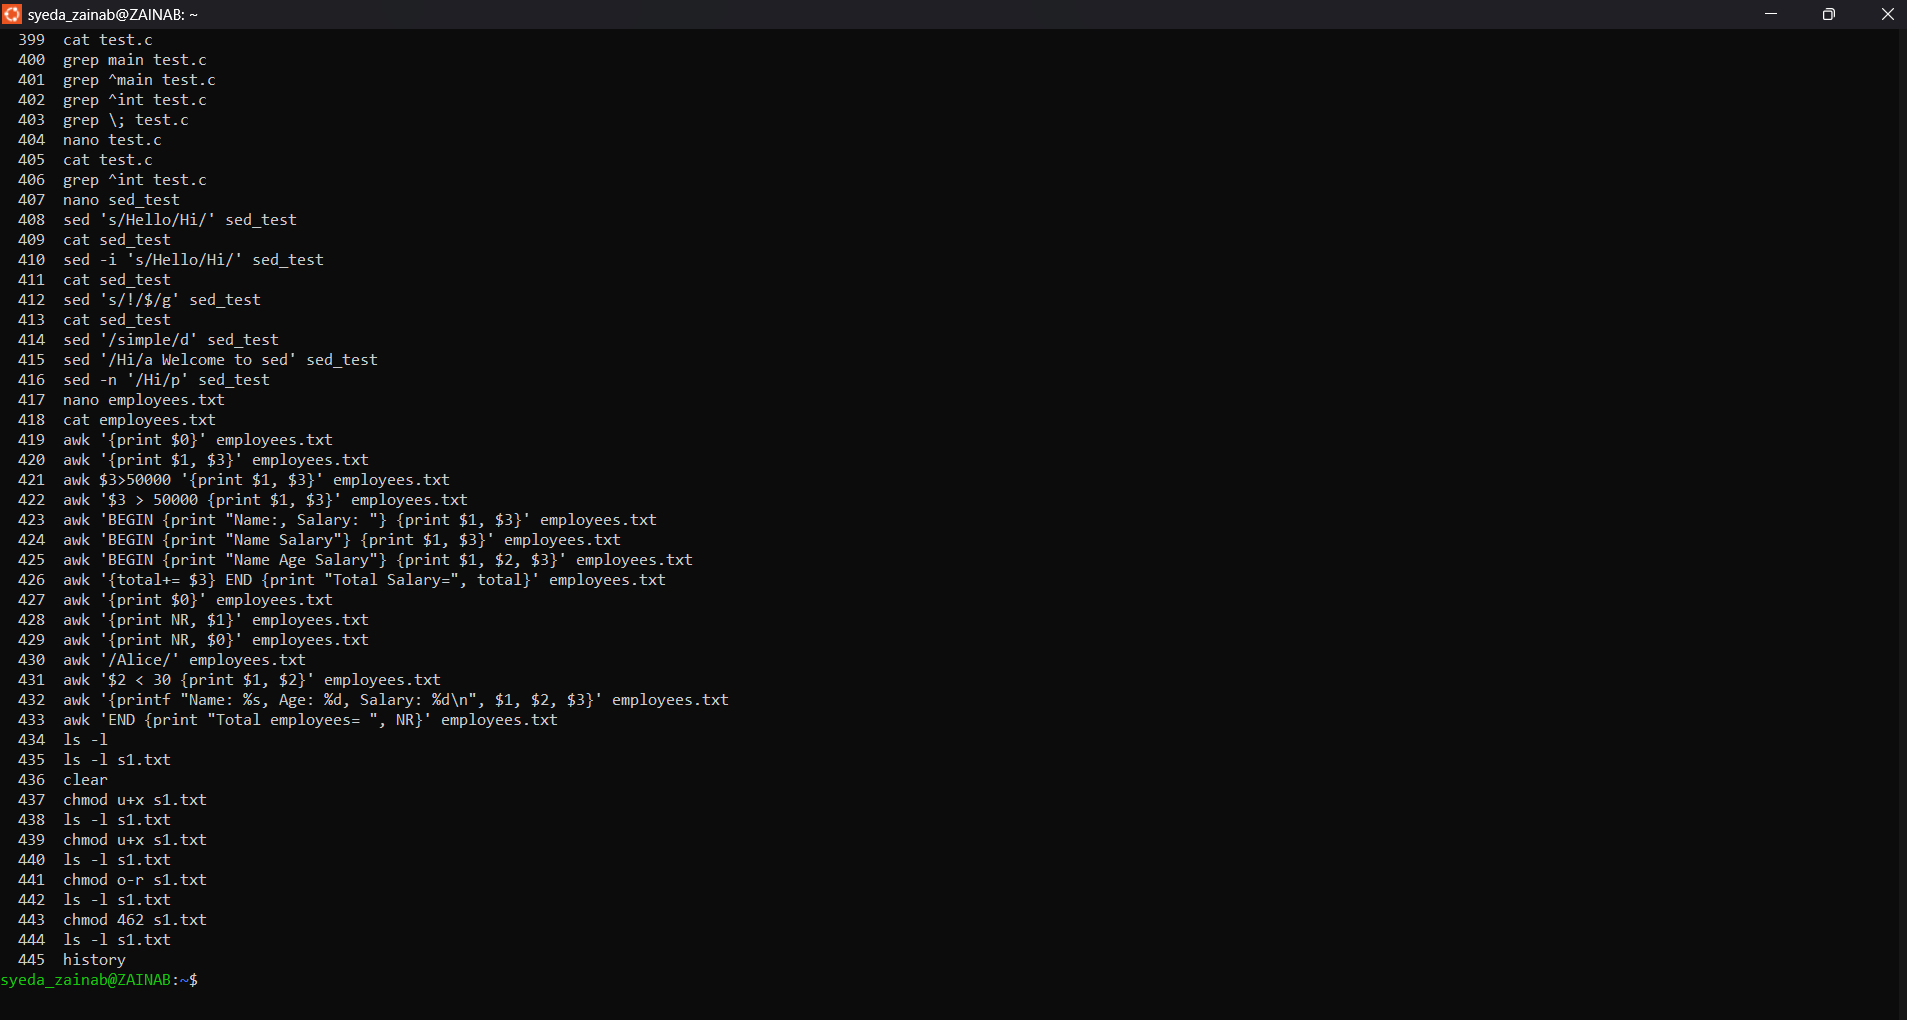 syeda_zainab@ZAINAB: ~
399 cat test.c
400 grep main test.c
401 grep ^main test.c
402 grep ^int test.c
403 grep \; test.c
404 nano test.c
405 cat test.c
406 grep ^int test.c
407 nano sed_test
408 sed 's/Hello/Hi/' sed_test
409 cat sed_test
410 sed -i 's/Hello/Hi/' sed_test
411 cat sed_test
412 sed 's/!/$/g' sed_test
413 cat sed_test
414 sed '/simple/d' sed_test
415 sed '/Hi/a Welcome to sed' sed_test
416 sed -n '/Hi/p' sed_test
417 nano employees.txt
418 cat employees.txt
419 awk '{print $0}' employees.txt
420 awk '{print $1, $3}' employees.txt
421 awk $3>50000 '{print $1, $3}' employees.txt
422 awk '$3 > 50000 {print $1, $3}' employees.txt
423 awk 'BEGIN {print "Name:, Salary: "} {print $1, $3}' employees.txt
424 awk 'BEGIN {print "Name Salary"} {print $1, $3}' employees.txt
425 awk 'BEGIN {print "Name Age Salary"} {print $1, $2, $3}' employees.txt
426 awk '{total+= $3} END {print "Total Salary=", total}' employees.txt
427 awk '{print $0}' employees.txt
428 awk '{print NR, $1}' employees.txt
429 awk '{print NR, $0}' employees.txt
430 awk '/Alice/' employees.txt
431 awk '$2 < 30 {print $1, $2}' employees.txt
432 awk '{printf "Name: %s, Age: %d, Salary: %d\n", $1, $2, $3}' employees.txt
433 awk 'END {print "Total employees= ", NR}' employees.txt
434 ls -l
435 ls -l s1.txt
436 clear
437 chmod u+x s1.txt
438 ls -l s1.txt
439 chmod u+x s1.txt
440 ls -l s1.txt
441 chmod o-r s1.txt
442 ls -l s1.txt
443 chmod 462 s1.txt
444 ls -l s1.txt
445 history
syeda_zainab@ZAINAB:~$